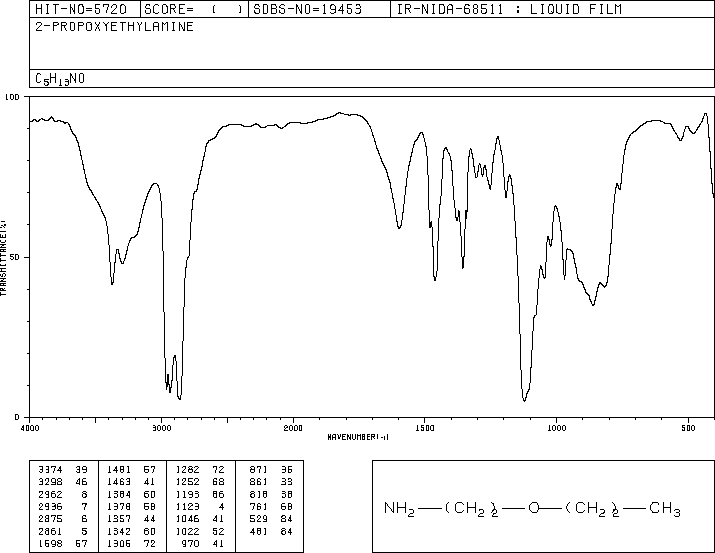 HIT-NO=5720 SCORE= ( ) SDBS-NO=19453 IR-NIDA-68511 : LIQUID FILM
2-PROPOXYETHYLAMINE
C5H13NO
100
50
0
TRANSMITTANCE(%)
4000 3000 2000 1500 1000 500
WAVENUMBER(-1)
3374 39 1481 57 1282 72 871 35
3298 46 1463 41 1252 68 861 33
2962 8 1384 60 1193 66 818 38
2936 7 1378 58 1123 4 761 68
2875 6 1357 44 1046 41 529 84
2861 5 1342 60 1022 52 481 84
1598 57 1306 72 970 41
NH2—(CH2)2—O—(CH2)2—CH3